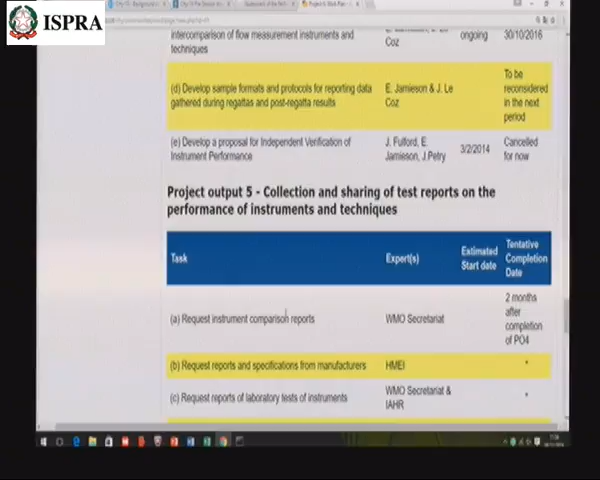 ISPRA
intercomparison of flow measurement instruments and
techniques
Coz
ongoing
30/10/2016
(d) Develop sample formats and protocols for reporting data
gathered during regattas and post-regatta results
E. Jamieson & J. Le
Coz
To be
reconsidered
in the next
period
(e) Develop a proposal for Independent Verification of
Instrument Performance
J. Fulford, E.
Jamieson, J.Petry
3/2/2014
Cancelled
for now
Project output 5 - Collection and sharing of test reports on the
performance of instruments and techniques
Task
Expert(s)
Estimated
Start date
Tentative
Completion
Date
(a) Request instrument comparison reports
WMO Secretariat
2 months
after
completion
of PO4
(b) Request reports and specifications from manufacturers
HMEI
*
(c) Request reports of laboratory tests of instruments
WMO Secretariat &
IAHR
*